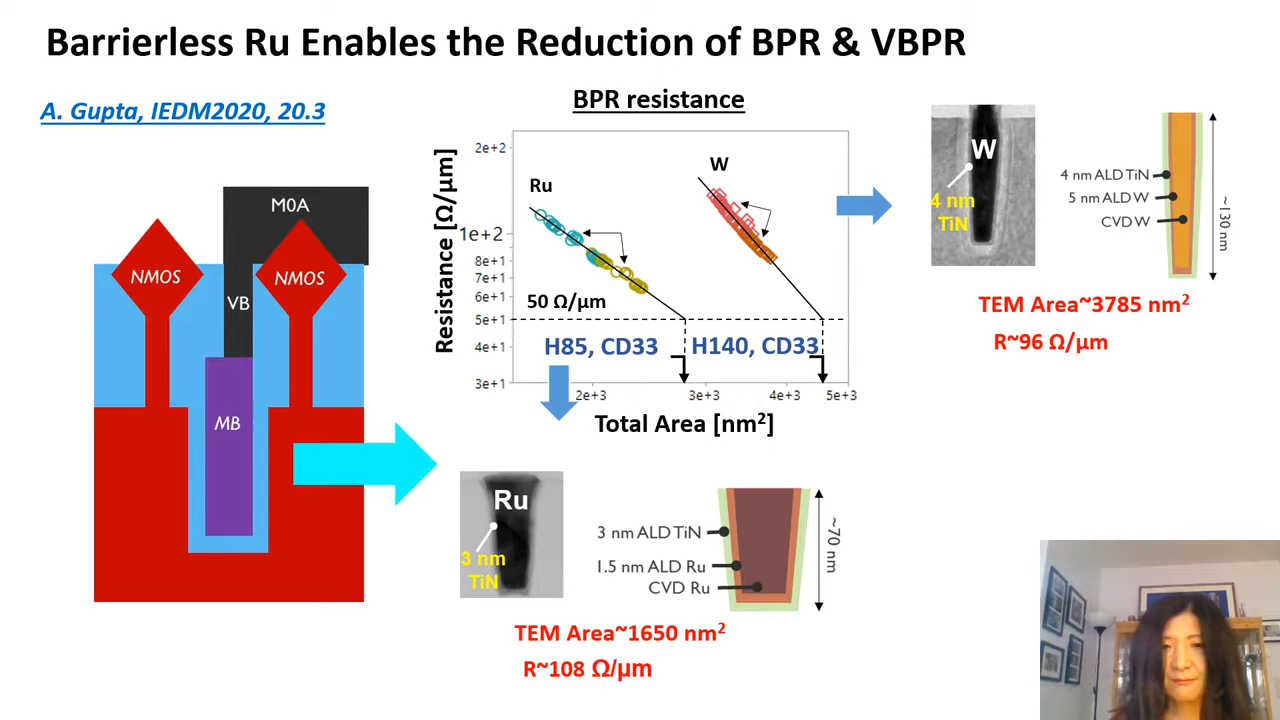 Barrierless Ru Enables the Reduction of BPR & VBPR
A. Gupta, IEDM2020, 20.3
M0A
NMOS
NMOS
VB
MB
BPR resistance
Resistance [Ω/μm]
2e+2
1e+2
8e+1
7e+1
6e+1
5e+1
4e+1
3e+1
Ru
W
50 Ω/μm
H85, CD33
H140, CD33
2e+3
3e+3
4e+3
5e+3
Total Area [nm²]
W
4 nm
TiN
4 nm ALD TiN
5 nm ALD W
CVD W
~130 nm
TEM Area~3785 nm²
R~96 Ω/μm
Ru
3 nm
TiN
3 nm ALD TiN
1.5 nm ALD Ru
CVD Ru
~70 nm
TEM Area~1650 nm²
R~108 Ω/μm